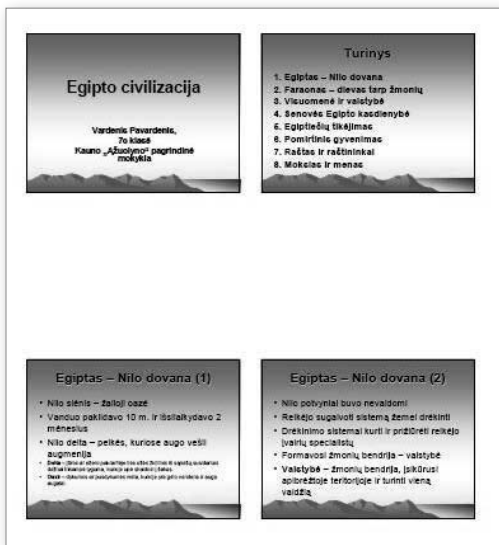 Egipto civilizacija
Vardenis Pavardenis,
7o klasė
Kauno „Ąžuolyno“ pagrindinė
mokykla
Turinys
1. Egiptas – Nilo dovana
2. Faraonas – dievas tarp žmonių
3. Visuomenė ir valstybė
4. Senovės Egipto kasdienybė
5. Egiptiečių tikėjimas
6. Pomirtinis gyvenimas
7. Raštas ir raštininkai
8. Mokslas ir menas
Egiptas – Nilo dovana (1)
• Nilo slėnis – žalioji oazė
• Vanduo pakildavo 10 m. ir išsilaikydavo 2
mėnesius
• Nilo delta – pelkės, kuriose augo vešli
augmenija
• Delta –
• Oazė –
Egiptas – Nilo dovana (2)
• Nilo potvyniai buvo nevaldomi
• Reikėjo sugalvoti sistemą žemei drėkinti
• Drėkinimo sistemai kurti ir prižiūrėti reikėjo
įvairių specialistų
• Formavosi žmonių bendrija – valstybė
• Valstybė – žmonių bendrija, įsikūrusi
apibrėžtoje teritorijoje ir turinti vieną
valdžią